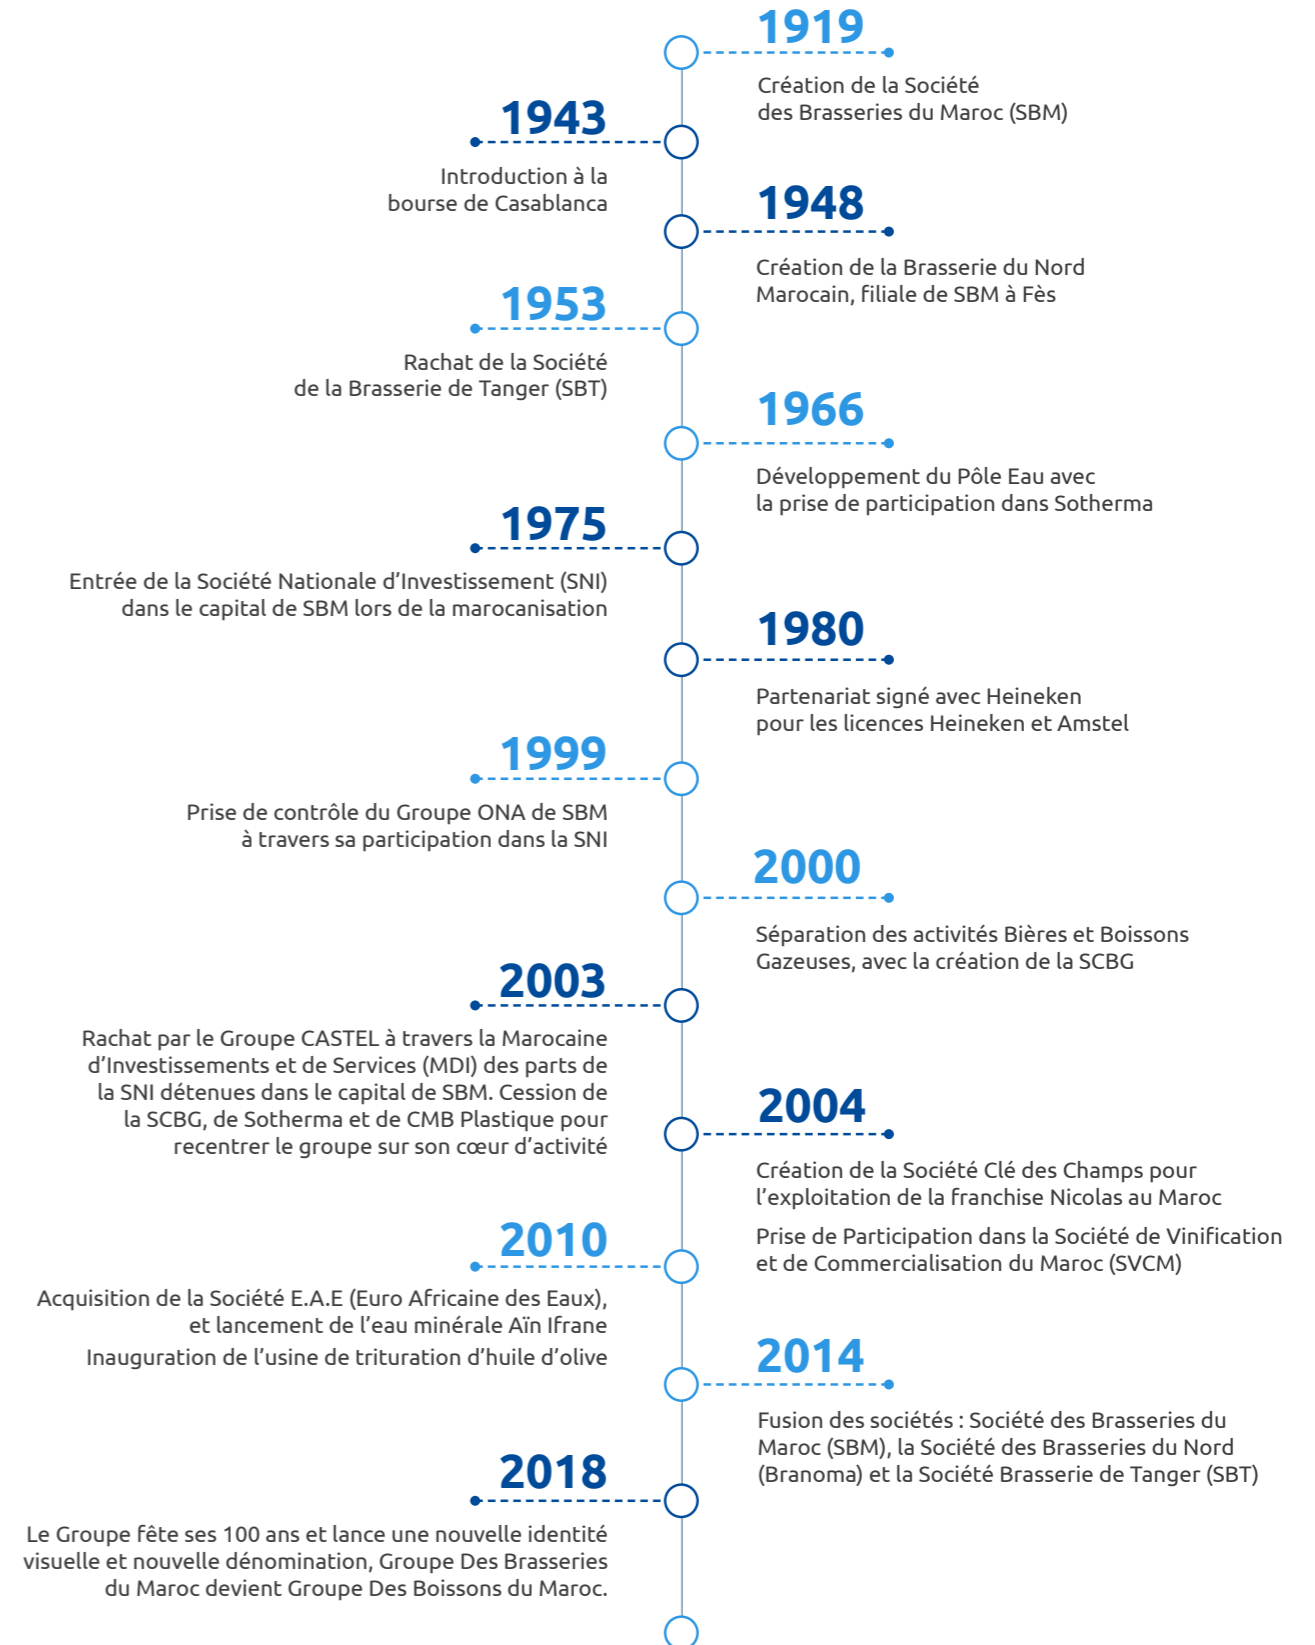 1919
Création de la Société
des Brasseries du Maroc (SBM)
1943
Introduction à la
bourse de Casablanca
1948
Création de la Brasserie du Nord
Marocain, filiale de SBM à Fès
1953
Rachat de la Société
de la Brasserie de Tanger (SBT)
1966
Développement du Pôle Eau avec
la prise de participation dans Sotherma
1975
Entrée de la Société Nationale d’Investissement (SNI)
dans le capital de SBM lors de la marocanisation
1980
Partenariat signé avec Heineken
pour les licences Heineken et Amstel
1999
Prise de contrôle du Groupe ONA de SBM
à travers sa participation dans la SNI
2000
Séparation des activités Bières et Boissons
Gazeuses, avec la création de la SCBG
2003
Rachat par le Groupe CASTEL à travers la Marocaine
d’Investissements et de Services (MDI) des parts de
la SNI détenues dans le capital de SBM. Cession de
la SCBG, de Sotherma et de CMB Plastique pour
recentrer le groupe sur son cœur d’activité
2004
Création de la Société Clé des Champs pour
l’exploitation de la franchise Nicolas au Maroc
Prise de Participation dans la Société de Vinification
et de Commercialisation du Maroc (SVCM)
2010
Acquisition de la Société E.A.E (Euro Africaine des Eaux),
et lancement de l’eau minérale Aïn Ifrane
Inauguration de l’usine de trituration d’huile d’olive
2014
Fusion des sociétés : Société des Brasseries du
Maroc (SBM), la Société des Brasseries du Nord
(Branoma) et la Société Brasserie de Tanger (SBT)
2018
Le Groupe fête ses 100 ans et lance une nouvelle identité
visuelle et nouvelle dénomination, Groupe Des Brasseries
du Maroc devient Groupe Des Boissons du Maroc.